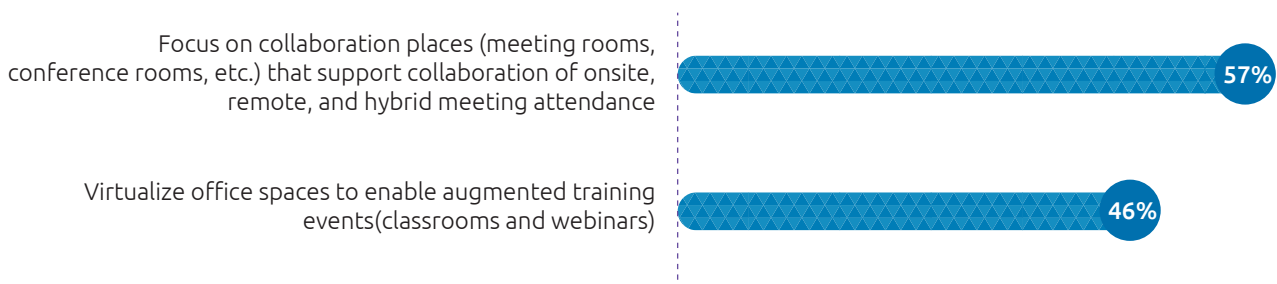 Focus on collaboration places (meeting rooms,
conference rooms, etc.) that support collaboration of onsite,
remote, and hybrid meeting attendance
57%
Virtualize office spaces to enable augmented training
events(classrooms and webinars)
46%